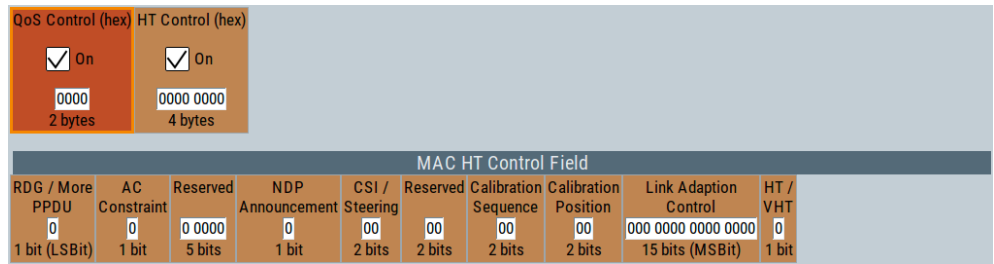 QoS Control (hex) HT Control (hex)
On On
0000 0000 0000
2 bytes 4 bytes
MAC HT Control Field
RDG / More AC Reserved NDP CSI / Reserved Calibration Calibration Link Adaption HT /
PPDU Constraint Announcement Steering Sequence Position Control VHT
0 0 0 0000 0 00 00 00 00 000 0000 0000 0000 0
1 bit (LSBit) 1 bit 5 bits 1 bit 2 bits 2 bits 2 bits 2 bits 15 bits (MSBit) 1 bit